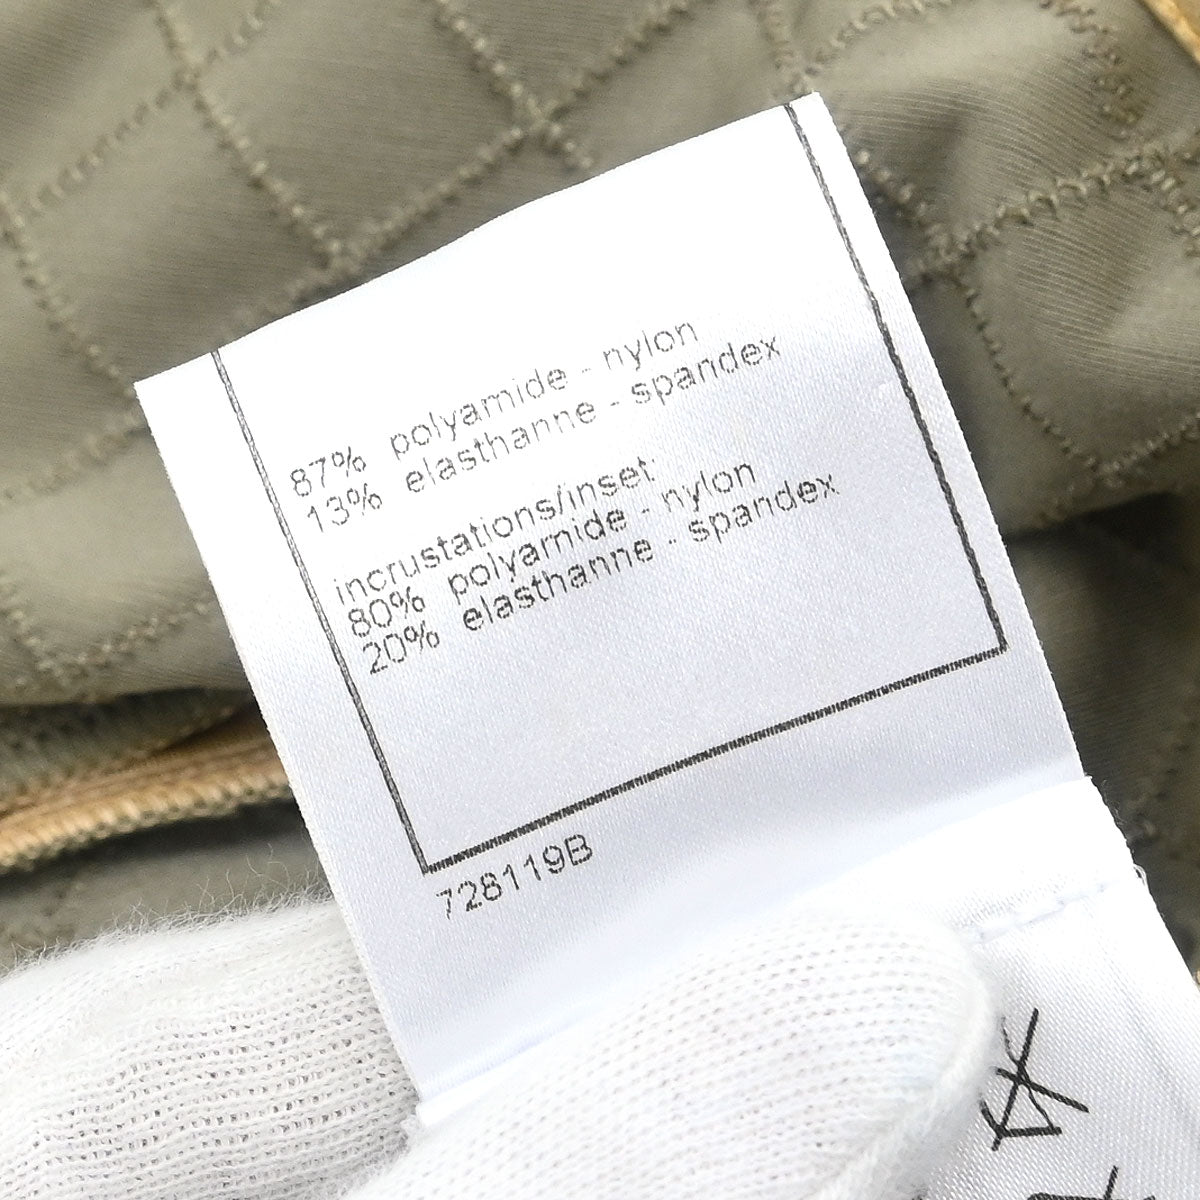 87% polyamide - nylon
13% elasthanne - spandex
incrustations/inset:
80% polyamide - nylon
20% elasthanne - spandex
728119B